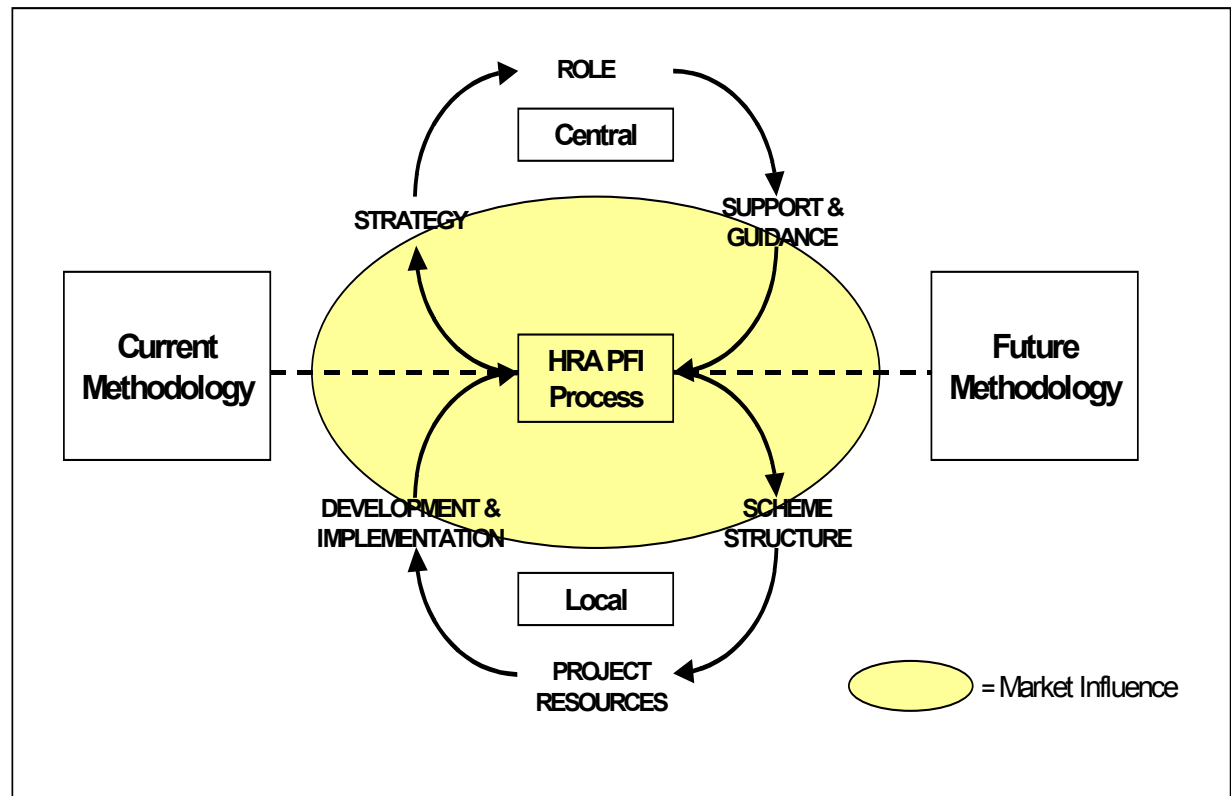 ROLE
Central
STRATEGY
SUPPORT &
GUIDANCE
Current
Methodology
HRA PFI
Process
Future
Methodology
DEVELOPMENT &
IMPLEMENTATION
SCHEME
STRUCTURE
Local
PROJECT
RESOURCES
= Market Influence